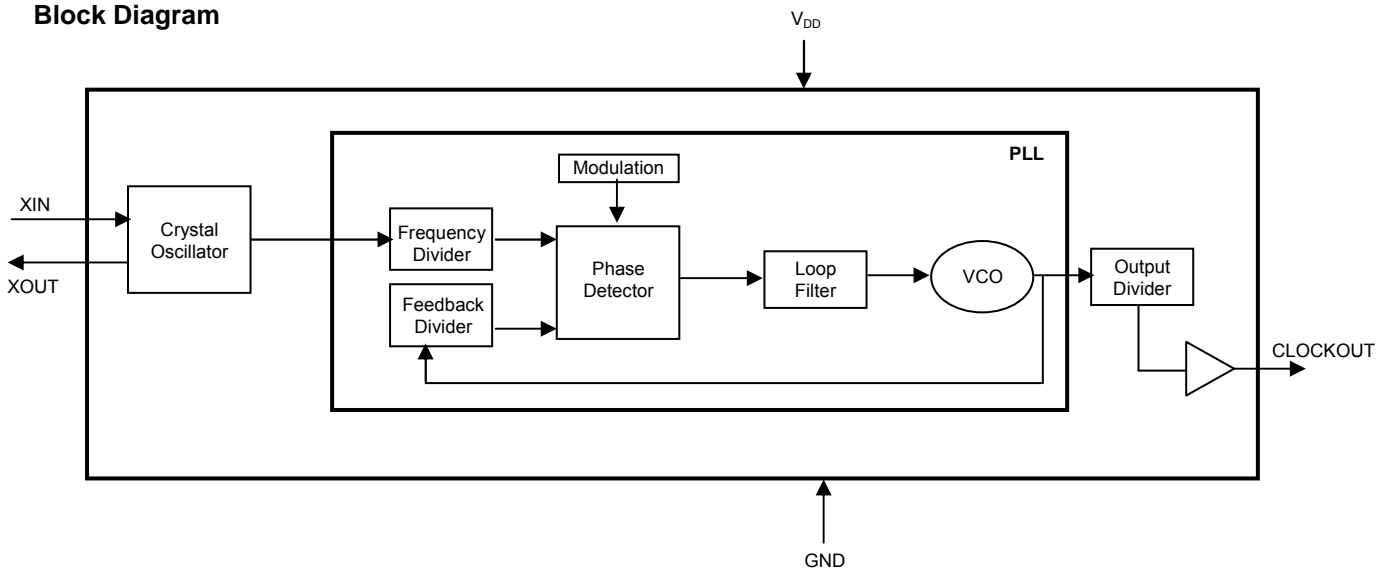 Block Diagram
VDD
PLL
Modulation
XIN
Crystal
Oscillator
XOUT
Frequency
Divider
Feedback
Divider
Phase
Detector
Loop
Filter
VCO
Output
Divider
CLOCKOUT
GND